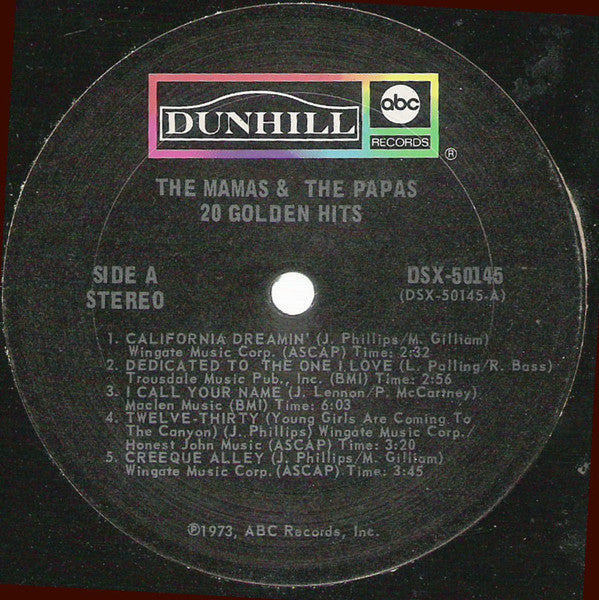 DUNHILL
abc
RECORDS
®
THE MAMAS & THE PAPAS
20 GOLDEN HITS
SIDE A
STEREO
DSX-50145
(DSX-50145-A)
1. CALIFORNIA DREAMIN' (J. Phillips/M. Gilliam)
Wingate Music Corp. (ASCAP) Time: 2:32
2. DEDICATED TO THE ONE I LOVE (L. Palling/R. Bass)
Trousdale Music Pub., Inc. (BMI) Time: 2:56
3. I CALL YOUR NAME (J. Lennon/P. McCartney)
Maclen Music (BMI) Time: 6:03
4. TWELVE-THIRTY (Young Girls Are Coming To
The Canyon) (J. Phillips) Wingate Music Corp./
Honest John Music (ASCAP) Time: 3:20
5. CREEQUE ALLEY (J. Phillips/M. Gilliam)
Wingate Music Corp. (ASCAP) Time: 3:45
℗1973, ABC Records, Inc.